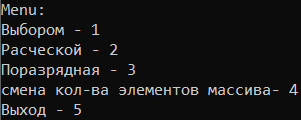 Menu:
Выбором - 1
Расческой - 2
Поразрядная - 3
смена кол-ва элементов массива- 4
Выход - 5